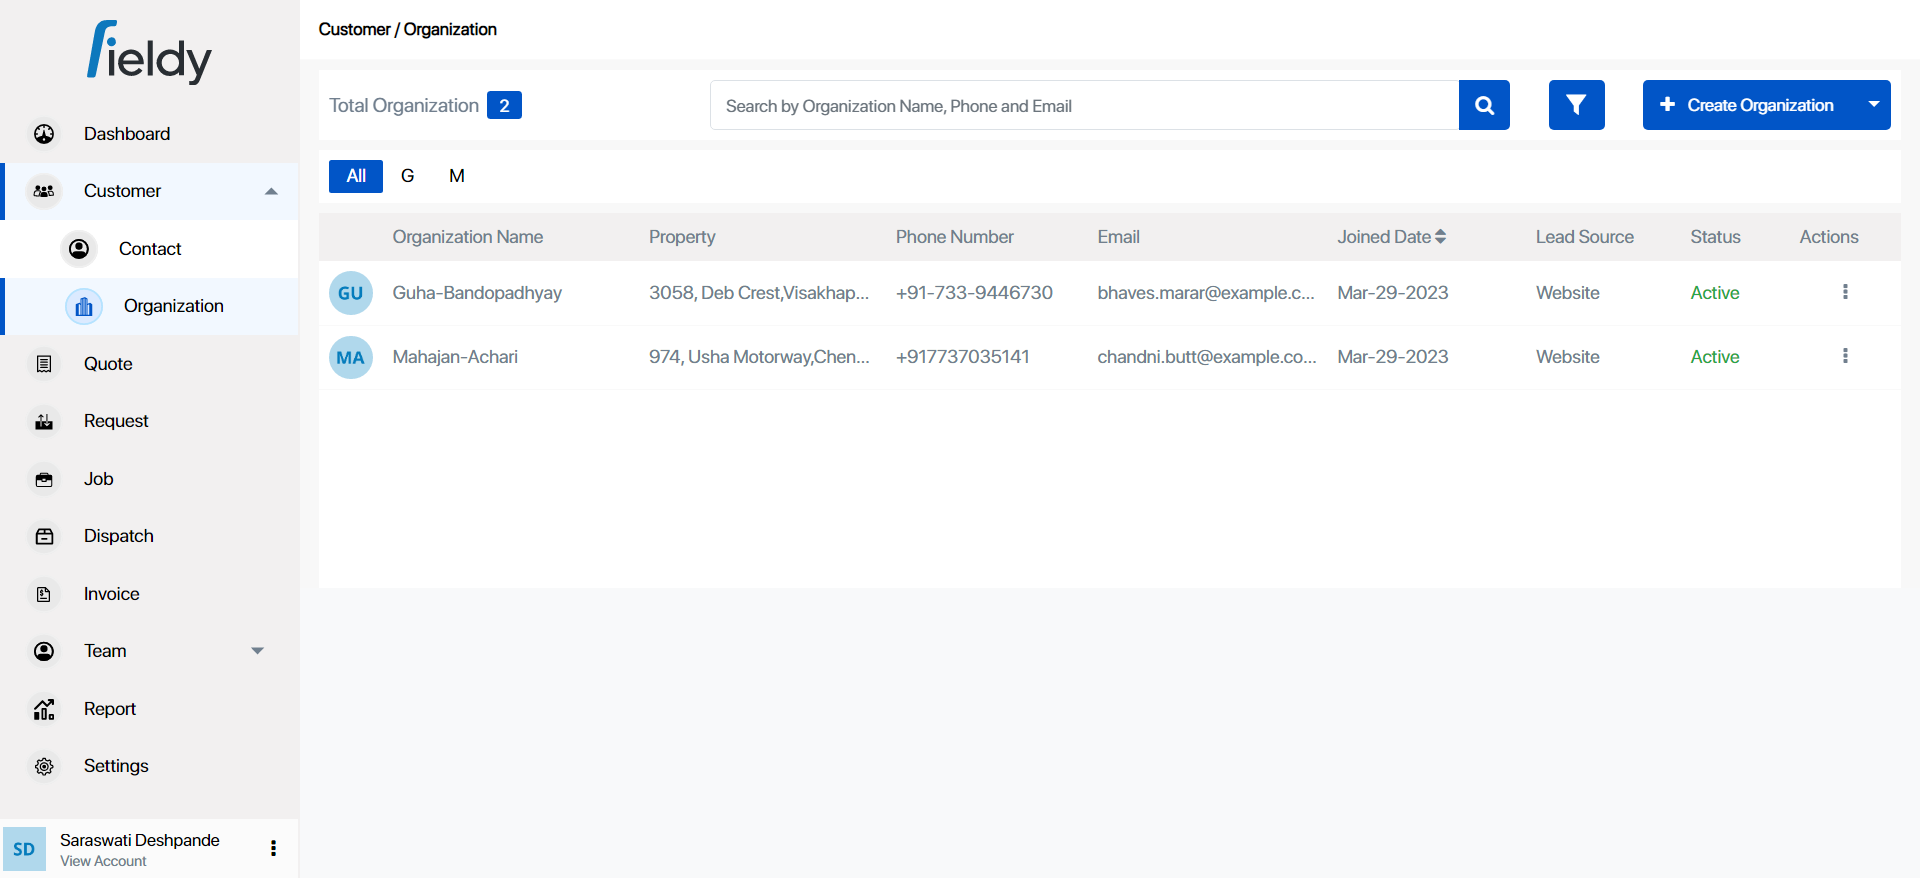 fieldy
Dashboard
Customer
Contact
Organization
Quote
Request
Job
Dispatch
Invoice
Team
Report
Settings
SD Saraswati Deshpande
View Account
Customer / Organization
Total Organization 2 Search by Organization Name, Phone and Email Create Organization
All G M
Organization Name Property Phone Number Email Joined Date Lead Source Status Actions
GU Guha-Bandopadhyay 3058, Deb Crest,Visakhap... +91-733-9446730 bhaves.marar@example.c... Mar-29-2023 Website Active
MA Mahajan-Achari 974, Usha Motorway,Chen... +917737035141 chandni.butt@example.co... Mar-29-2023 Website Active